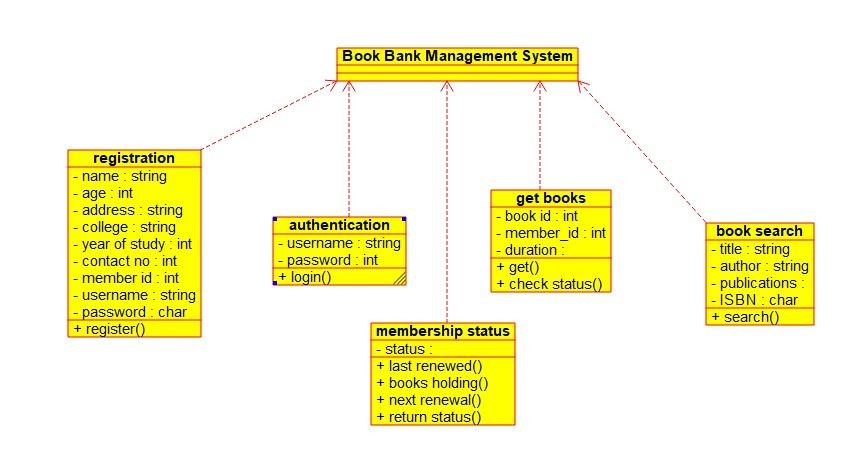 Book Bank Management System
registration
- name : string
- age : int
- address : string
- college : string
- year of study : int
- contact no : int
- member id : int
- username : string
- password : char
+ register()
authentication
- username : string
- password : int
+ login()
membership status
- status :
+ last renewed()
+ books holding()
+ next renewal()
+ return status()
get books
- book id : int
- member_id : int
- duration :
+ get()
+ check status()
book search
- title : string
- author : string
- publications :
- ISBN : char
+ search()